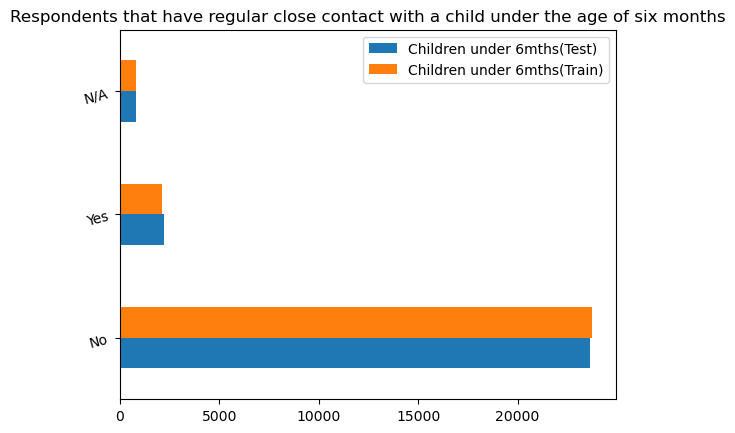 Respondents that have regular close contact with a child under the age of six months
Children under 6mths(Test)
Children under 6mths(Train)
N/A
Yes
No
0 5000 10000 15000 20000